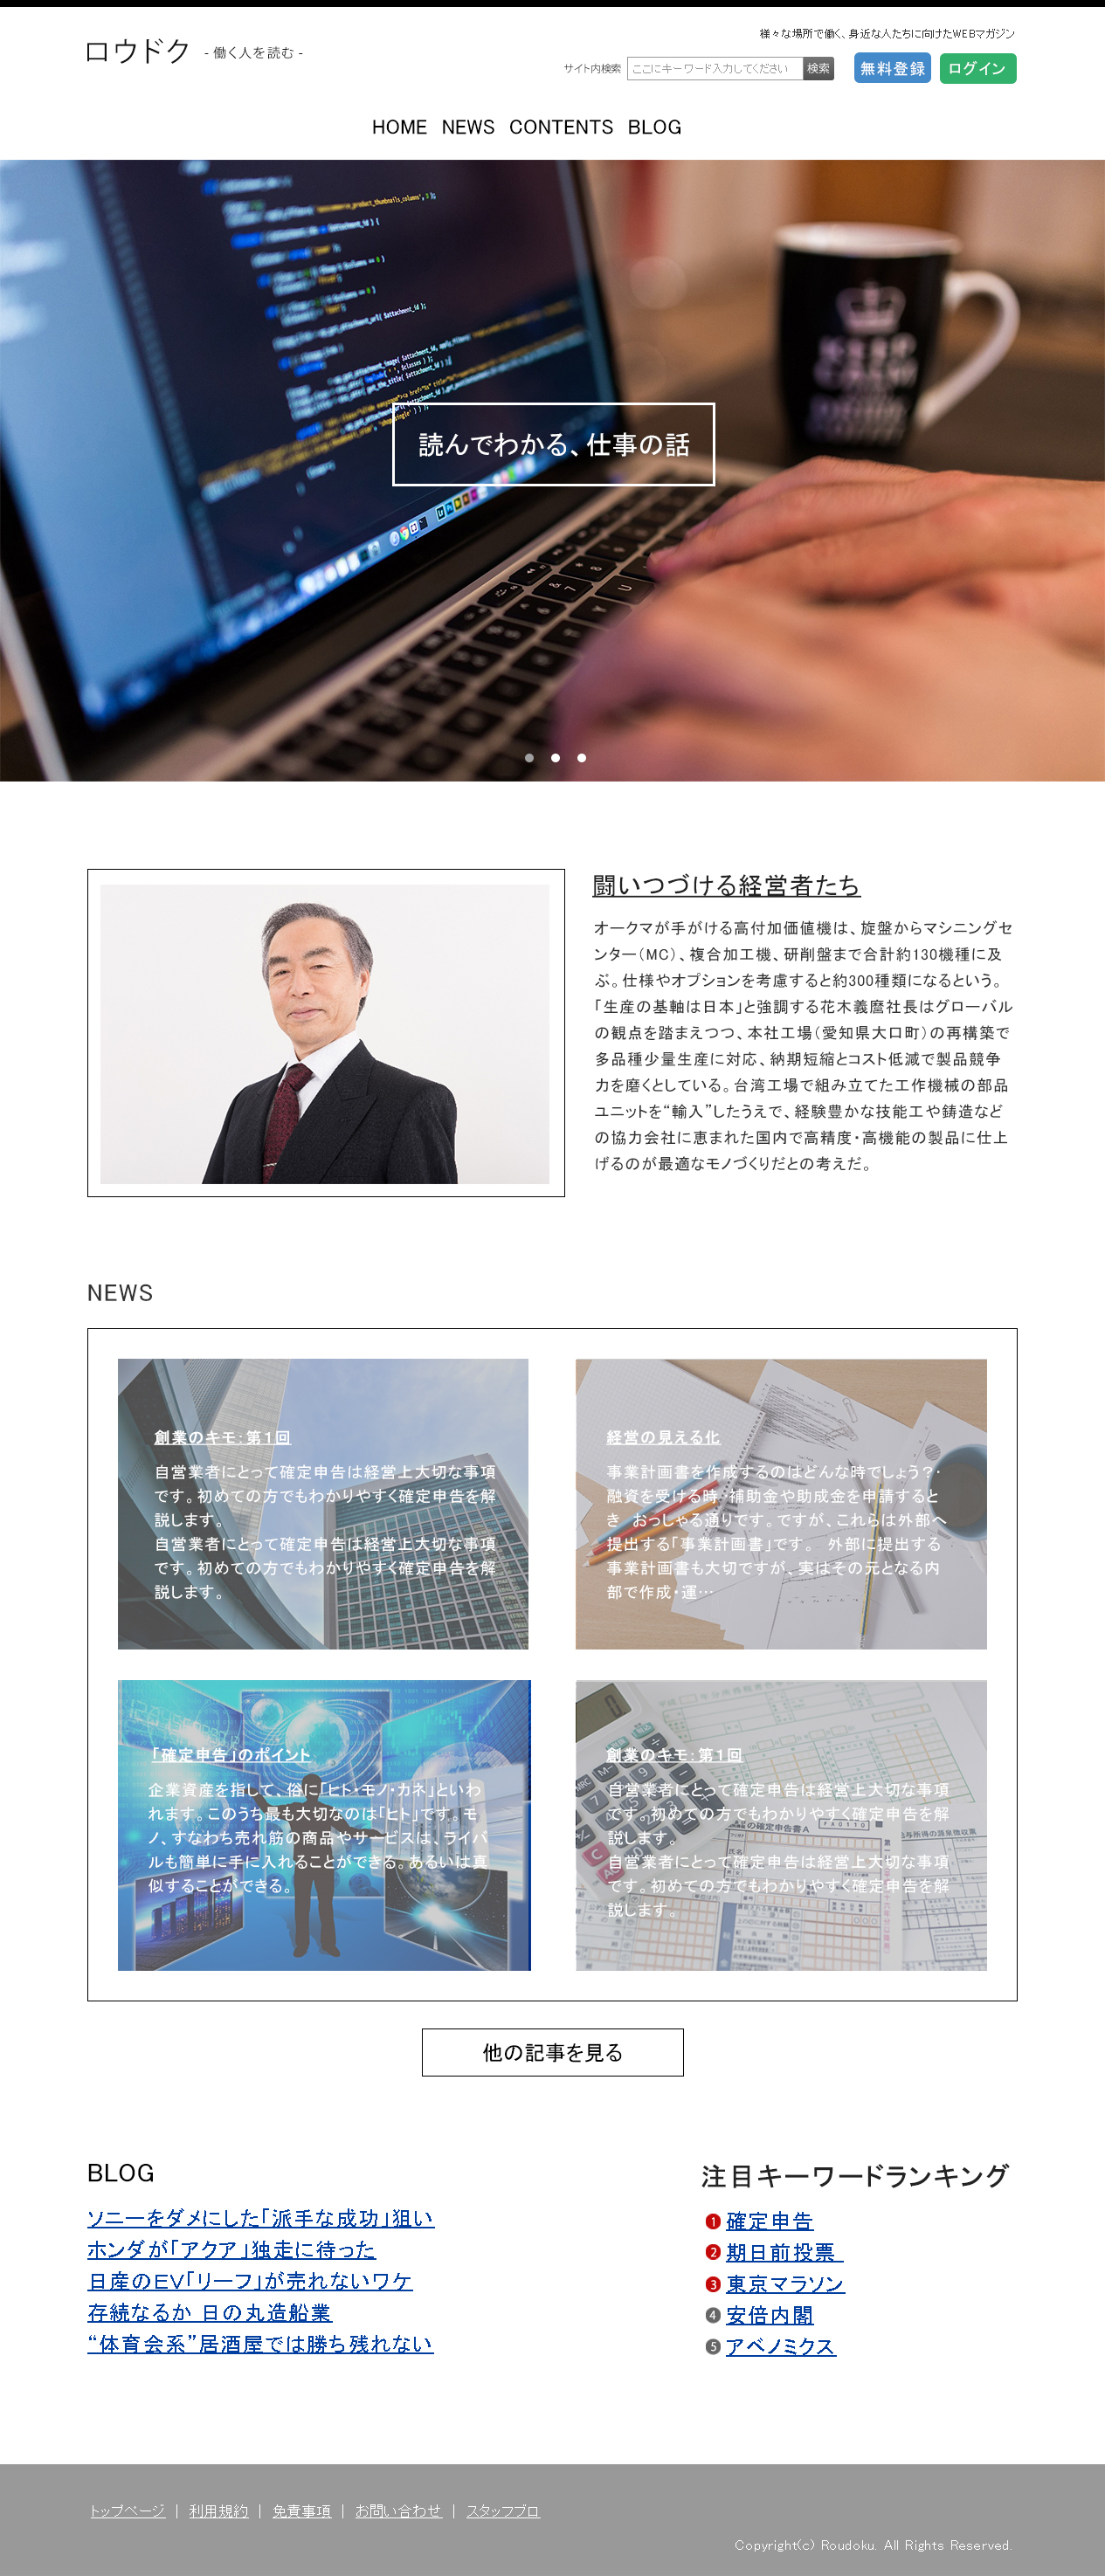 様々な場所で働く、身近な人たちに向けたWEBマガジン
ロウドク - 働く人を読む -
サイト内検索 ここにキーワード入力してください 検索 無料登録 ログイン
HOME NEWS CONTENTS BLOG
読んでわかる、仕事の話
闘いつづける経営者たち
オークマが手がける高付加価値機は、旋盤からマシニングセ
ンター（MC）、複合加工機、研削盤まで合計約130機種に及
ぶ。仕様やオプションを考慮すると約300種類になるという。
「生産の基軸は日本」と強調する花木義麿社長はグローバル
の観点を踏まえつつ、本社工場（愛知県大口町）の再構築で
多品種少量生産に対応、納期短縮とコスト低減で製品競争
力を磨くとしている。台湾工場で組み立てた工作機械の部品
ユニットを“輸入”したうえで、経験豊かな技能工や鋳造など
の協力会社に恵まれた国内で高精度・高機能の製品に仕上
げるのが最適なモノづくりだとの考えだ。
NEWS
創業のキモ：第１回
自営業者にとって確定申告は経営上大切な事項
です。初めての方でもわかりやすく確定申告を解
説します。
自営業者にとって確定申告は経営上大切な事項
です。初めての方でもわかりやすく確定申告を解
説します。
経営の見える化
事業計画書を作成するのはどんな時でしょう？・
融資を受ける時・補助金や助成金を申請すると
き　おっしゃる通りです。ですが、これらは外部へ
提出する「事業計画書」です。　外部に提出する
事業計画書も大切ですが、実はその元となる内
部で作成・運…
「確定申告」のポイント
企業資産を指して、俗に「ヒト・モノ・カネ」といわ
れます。このうち最も大切なのは「ヒト」です。モ
ノ、すなわち売れ筋の商品やサービスは、ライバ
ルも簡単に手に入れることができる。あるいは真
似することができる。
創業のキモ：第１回
自営業者にとって確定申告は経営上大切な事項
です。初めての方でもわかりやすく確定申告を解
説します。
自営業者にとって確定申告は経営上大切な事項
です。初めての方でもわかりやすく確定申告を解
説します。
他の記事を見る
BLOG
ソニーをダメにした「派手な成功」狙い
ホンダが「アクア」独走に待った
日産のEV「リーフ」が売れないワケ
存続なるか 日の丸造船業
“体育会系”居酒屋では勝ち残れない
注目キーワードランキング
1 確定申告
2 期日前投票
3 東京マラソン
4 安倍内閣
5 アベノミクス
トップページ ｜ 利用規約 ｜ 免責事項 ｜ お問い合わせ ｜ スタッフブロ
Copyright(c) Roudoku. All Rights Reserved.